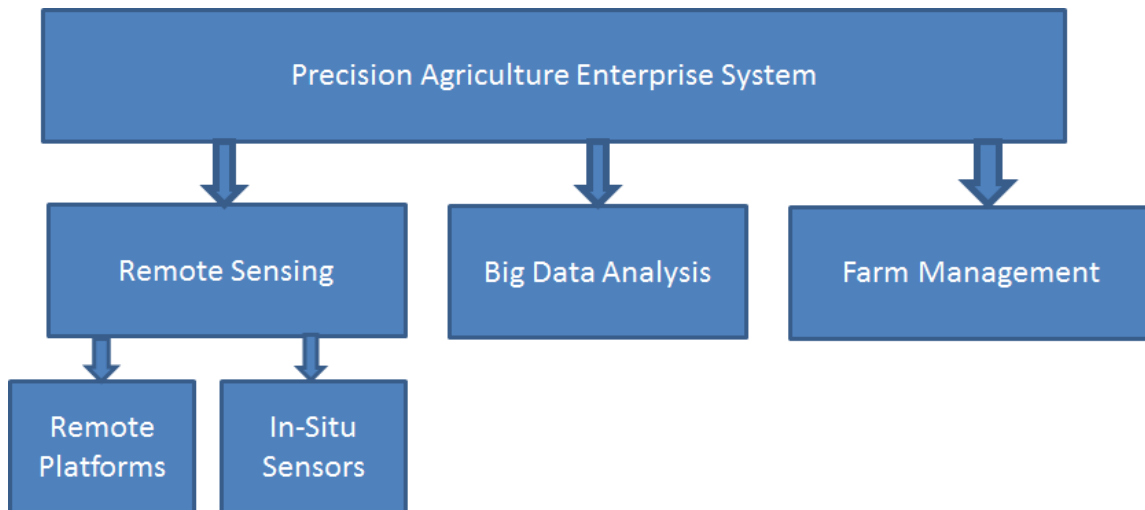 Precision Agriculture Enterprise System
Remote Sensing
Big Data Analysis
Farm Management
Remote
Platforms
In-Situ
Sensors